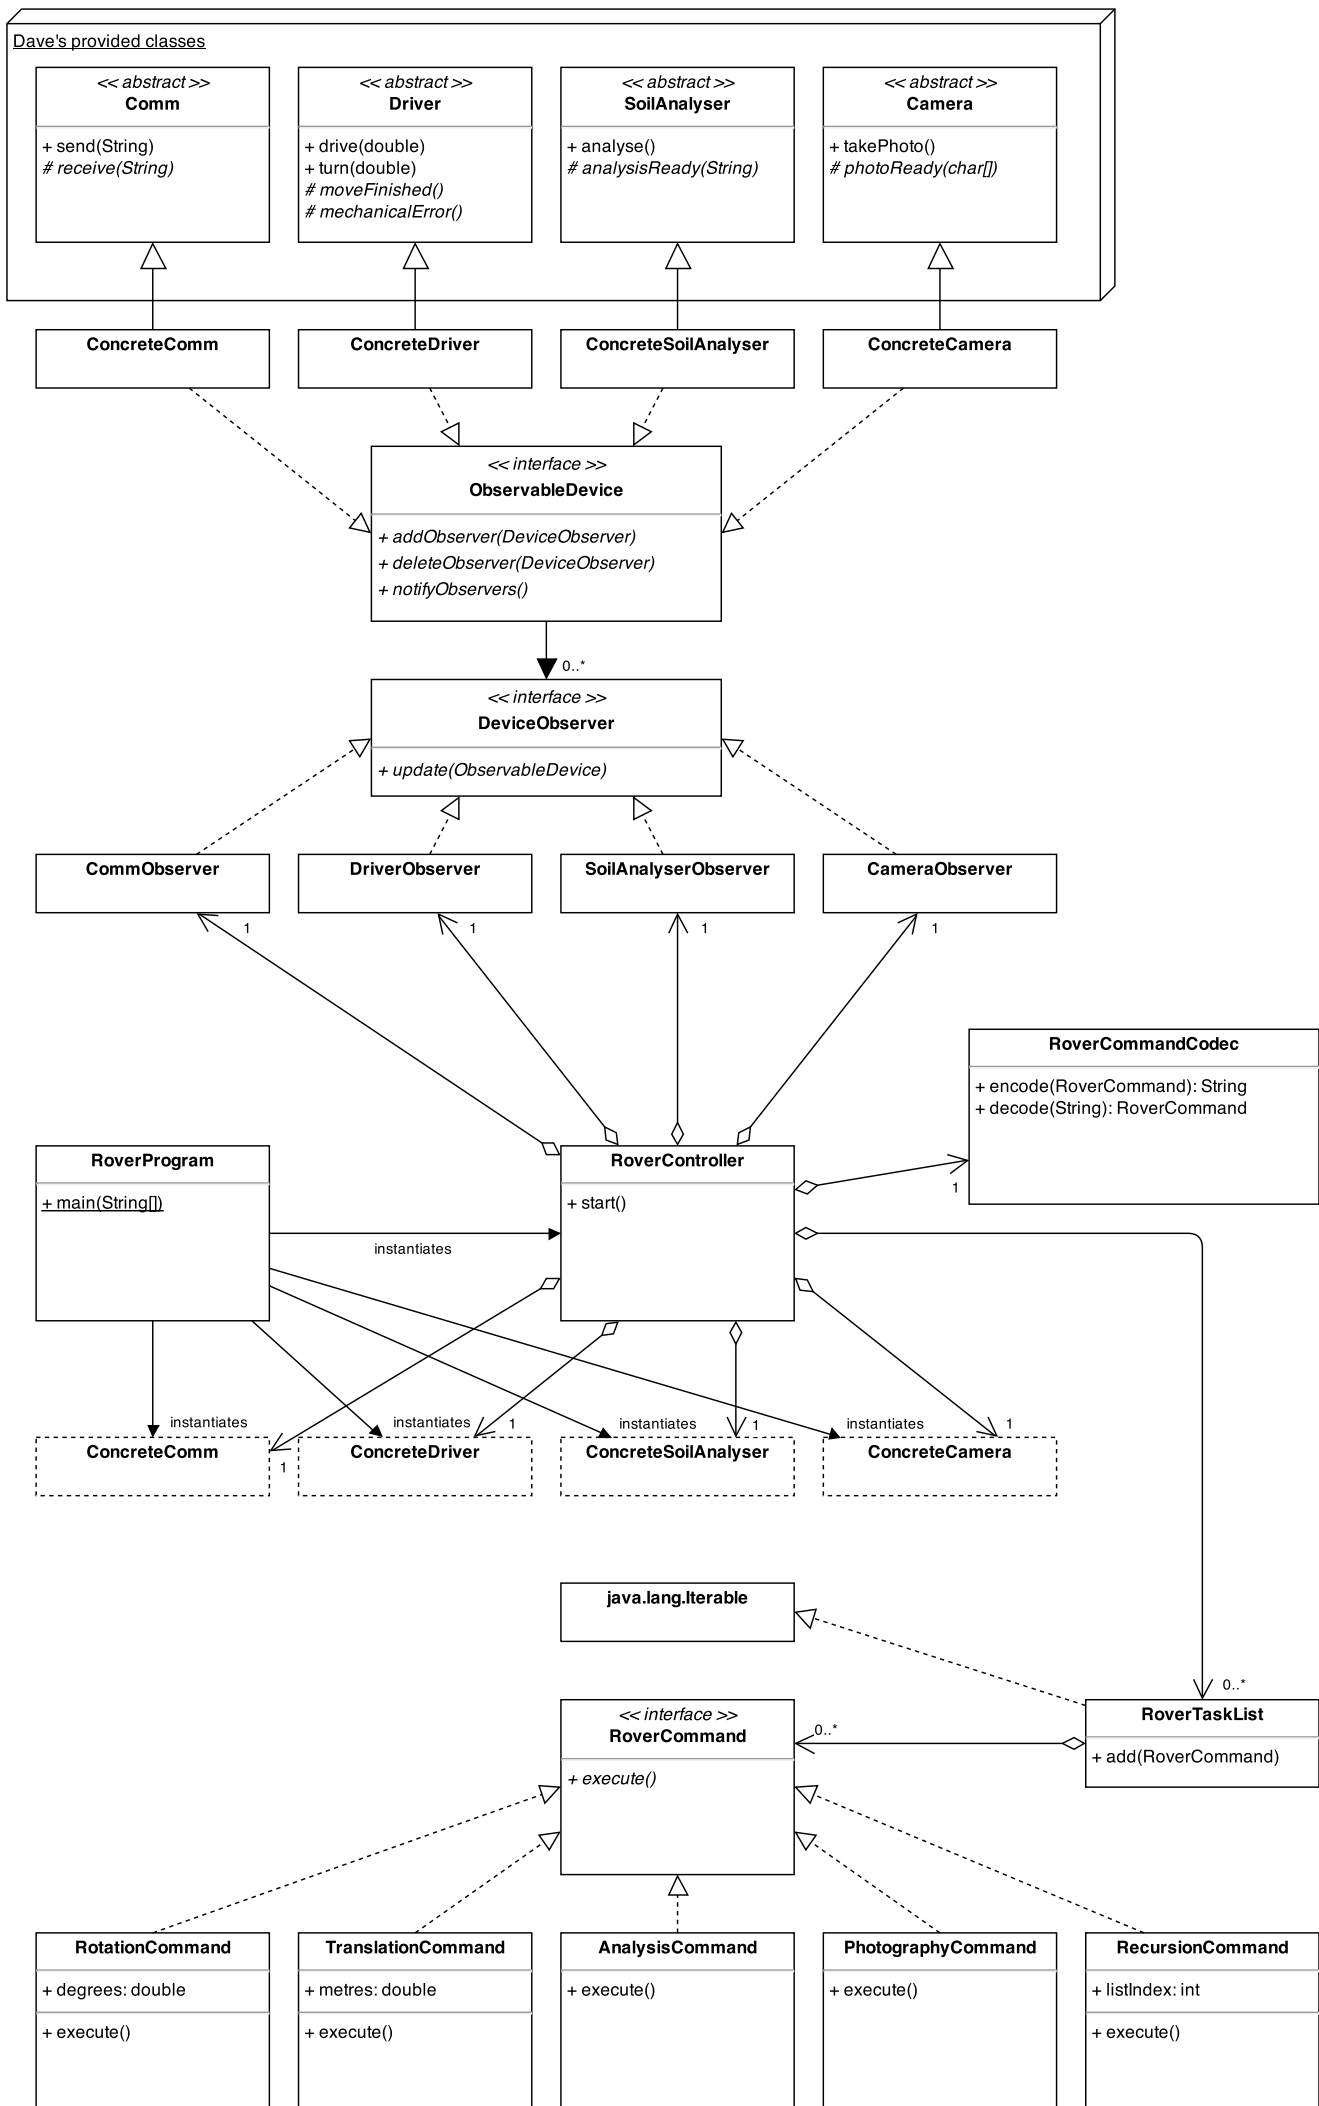 Dave's provided classes
<< abstract >>
Comm
+ send(String)
# receive(String)
<< abstract >>
Driver
+ drive(double)
+ turn(double)
# moveFinished()
# mechanicalError()
<< abstract >>
SoilAnalyser
+ analyse()
# analysisReady(String)
<< abstract >>
Camera
+ takePhoto()
# photoReady(char[])
ConcreteComm
ConcreteDriver
ConcreteSoilAnalyser
ConcreteCamera
<< interface >>
ObservableDevice
+ addObserver(DeviceObserver)
+ deleteObserver(DeviceObserver)
+ notifyObservers()
0..*
<< interface >>
DeviceObserver
+ update(ObservableDevice)
CommObserver
DriverObserver
SoilAnalyserObserver
CameraObserver
1
1
1
1
RoverCommandCodec
+ encode(RoverCommand): String
+ decode(String): RoverCommand
RoverProgram
+ main(String[])
instantiates
RoverController
+ start()
1
instantiates
instantiates
1
instantiates
1
instantiates
1
ConcreteComm
1
ConcreteDriver
ConcreteSoilAnalyser
ConcreteCamera
java.lang.Iterable
0..*
<< interface >>
RoverCommand
+ execute()
0..*
RoverTaskList
+ add(RoverCommand)
RotationCommand
+ degrees: double
+ execute()
TranslationCommand
+ metres: double
+ execute()
AnalysisCommand
+ execute()
PhotographyCommand
+ execute()
RecursionCommand
+ listIndex: int
+ execute()